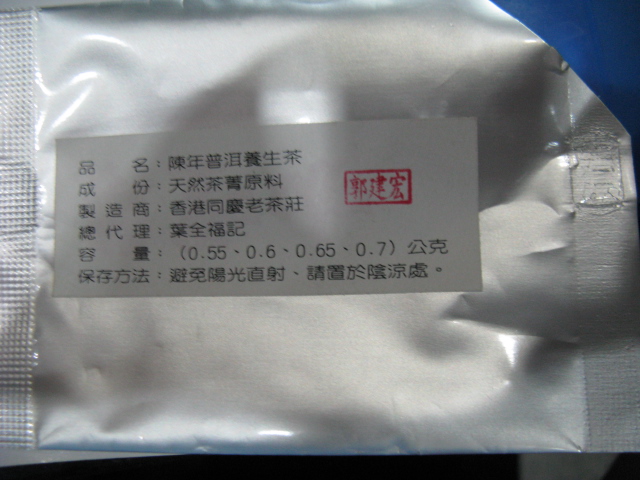 品名：陳年普洱養生茶
成份：天然茶菁原料
郭建宏
製造商：香港同慶老茶莊
總代理：葉全福記
容量：（0.55、0.6、0.65、0.7）公克
保存方法：避免陽光直射、請置於陰涼處。